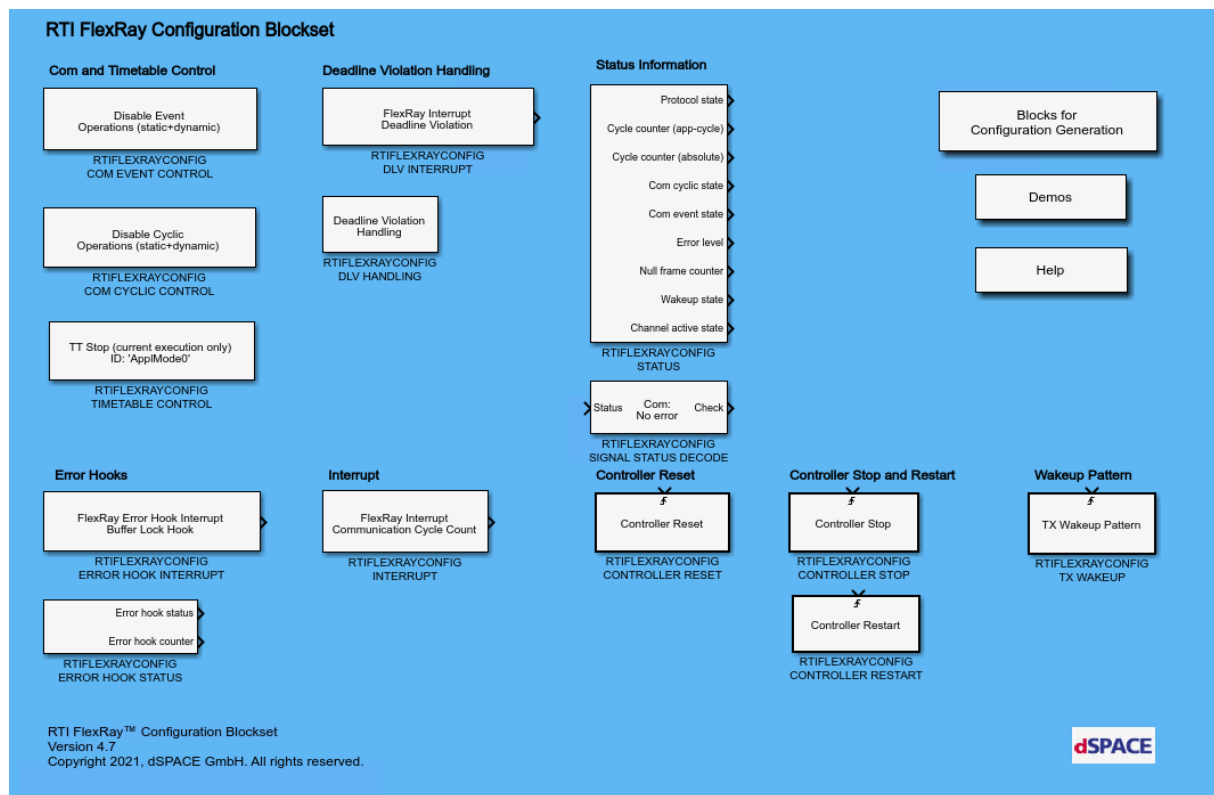 RTI FlexRay Configuration Blockset
Com and Timetable Control
Disable Event
Operations (static+dynamic)
RTIFLEXRAYCONFIG
COM EVENT CONTROL
Disable Cyclic
Operations (static+dynamic)
RTIFLEXRAYCONFIG
COM CYCLIC CONTROL
TT Stop (current execution only)
ID: 'ApplMode0'
RTIFLEXRAYCONFIG
TIMETABLE CONTROL
Deadline Violation Handling
FlexRay Interrupt
Deadline Violation
RTIFLEXRAYCONFIG
DLV INTERRUPT
Deadline Violation
Handling
RTIFLEXRAYCONFIG
DLV HANDLING
Status Information
Protocol state
Cycle counter (app-cycle)
Cycle counter (absolute)
Com cyclic state
Com event state
Error level
Null frame counter
Wakeup state
Channel active state
RTIFLEXRAYCONFIG
STATUS
Status
Com:
No error
Check
RTIFLEXRAYCONFIG
SIGNAL STATUS DECODE
Blocks for
Configuration Generation
Demos
Help
Error Hooks
FlexRay Error Hook Interrupt
Buffer Lock Hook
RTIFLEXRAYCONFIG
ERROR HOOK INTERRUPT
Error hook status
Error hook counter
RTIFLEXRAYCONFIG
ERROR HOOK STATUS
Interrupt
FlexRay Interrupt
Communication Cycle Count
RTIFLEXRAYCONFIG
INTERRUPT
Controller Reset
Controller Reset
RTIFLEXRAYCONFIG
CONTROLLER RESET
Controller Stop and Restart
Controller Stop
RTIFLEXRAYCONFIG
CONTROLLER STOP
Controller Restart
RTIFLEXRAYCONFIG
CONTROLLER RESTART
Wakeup Pattern
TX Wakeup Pattern
RTIFLEXRAYCONFIG
TX WAKEUP
RTI FlexRay™ Configuration Blockset
Version 4.7
Copyright 2021, dSPACE GmbH. All rights reserved.
dSPACE